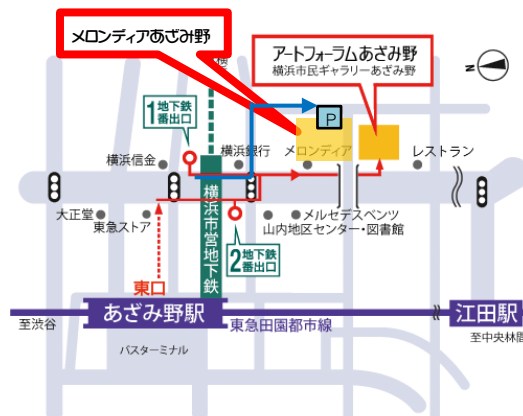 メロンディアあざみ野
アートフォーラムあざみ野
横浜市民ギャラリーあざみ野
N
横
P
1 地下鉄
番出口
横浜信金
横浜銀行
メロンディア
レストラン
大正堂
東急ストア
横浜市営地下鉄
メルセデスベンツ
山内地区センター・図書館
2 地下鉄
番出口
東口
あざみ野駅
江田駅
至渋谷
東急田園都市線
至中央林間
バスターミナル